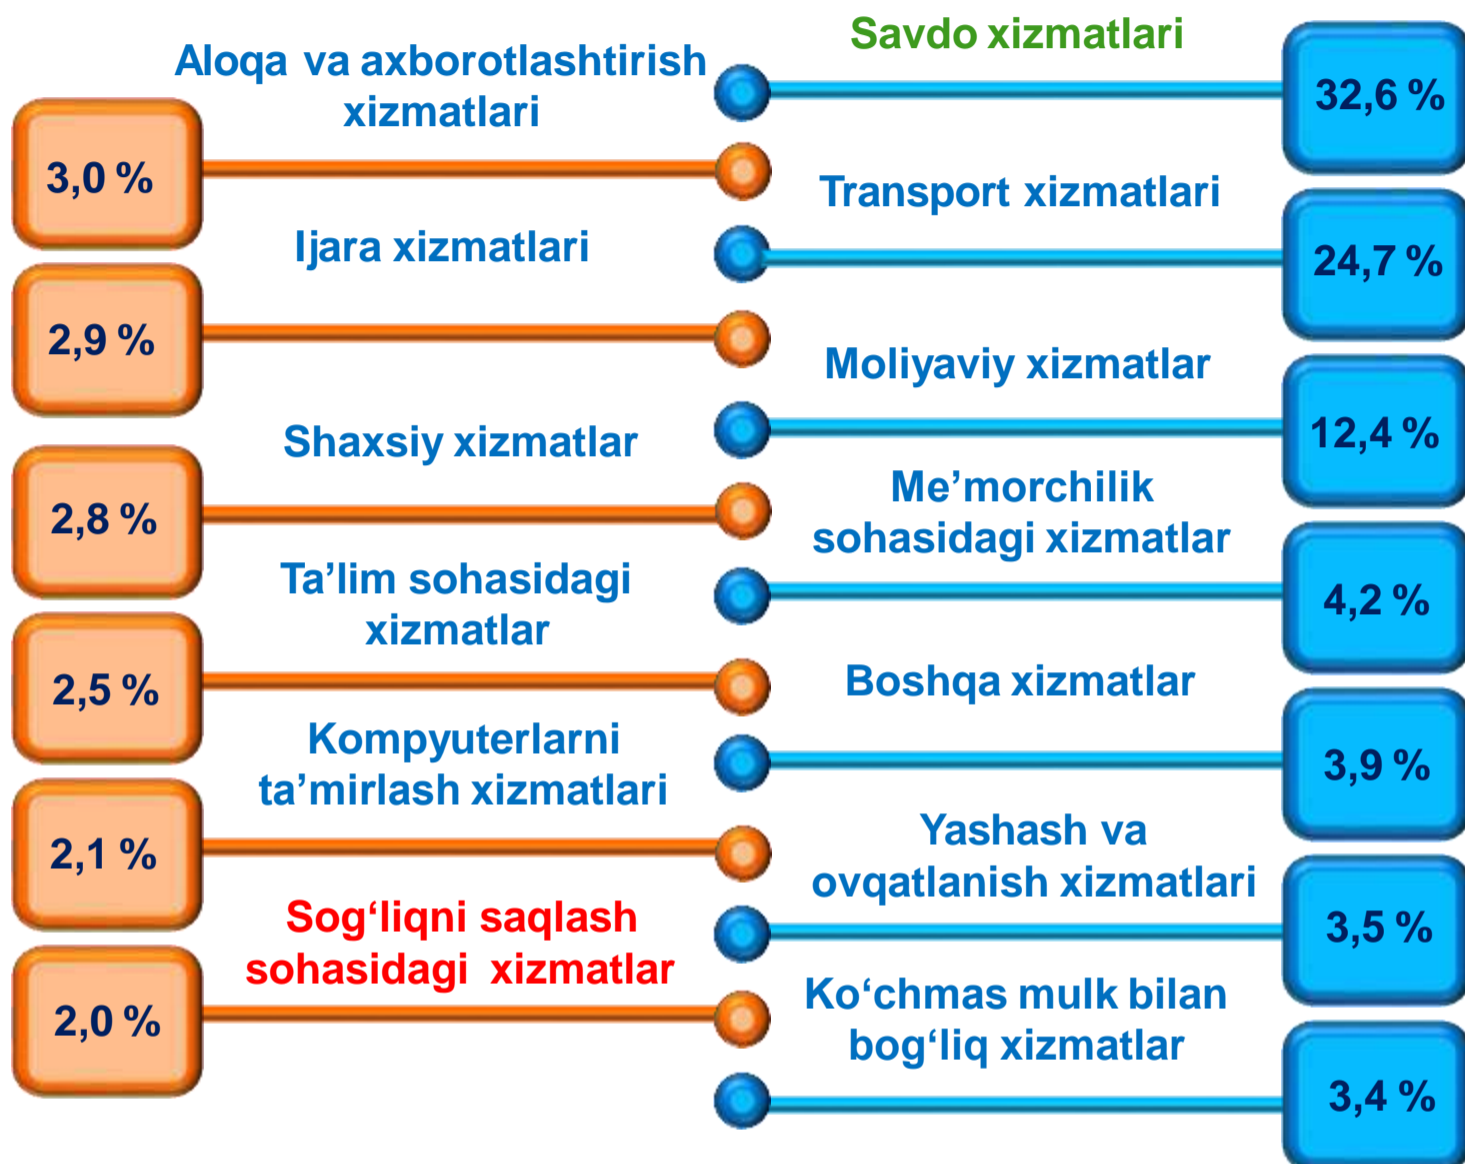 Savdo xizmatlari
32,6 %
Transport xizmatlari
24,7 %
Moliyaviy xizmatlar
12,4 %
Me’morchilik
sohasidagi xizmatlar
4,2 %
Boshqa xizmatlar
3,9 %
Yashash va
ovqatlanish xizmatlari
3,5 %
Ko‘chmas mulk bilan
bog‘liq xizmatlar
3,4 %
Aloqa va axborotlashtirish
xizmatlari
3,0 %
Ijara xizmatlari
2,9 %
Shaxsiy xizmatlar
2,8 %
Ta’lim sohasidagi
xizmatlar
2,5 %
Kompyuterlarni
ta’mirlash xizmatlari
2,1 %
Sog‘liqni saqlash
sohasidagi xizmatlar
2,0 %